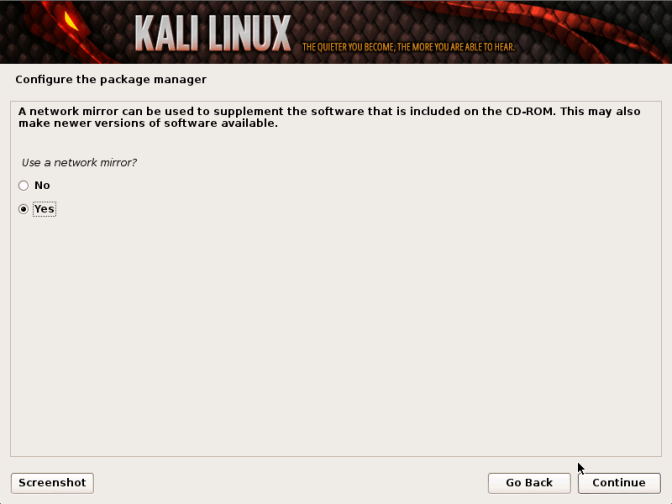 KALI LINUX
THE QUIETER YOU BECOME, THE MORE YOU ARE ABLE TO HEAR.
Configure the package manager
A network mirror can be used to supplement the software that is included on the CD-ROM. This may also
make newer versions of software available.
Use a network mirror?
No
Yes
Screenshot
Go Back
Continue